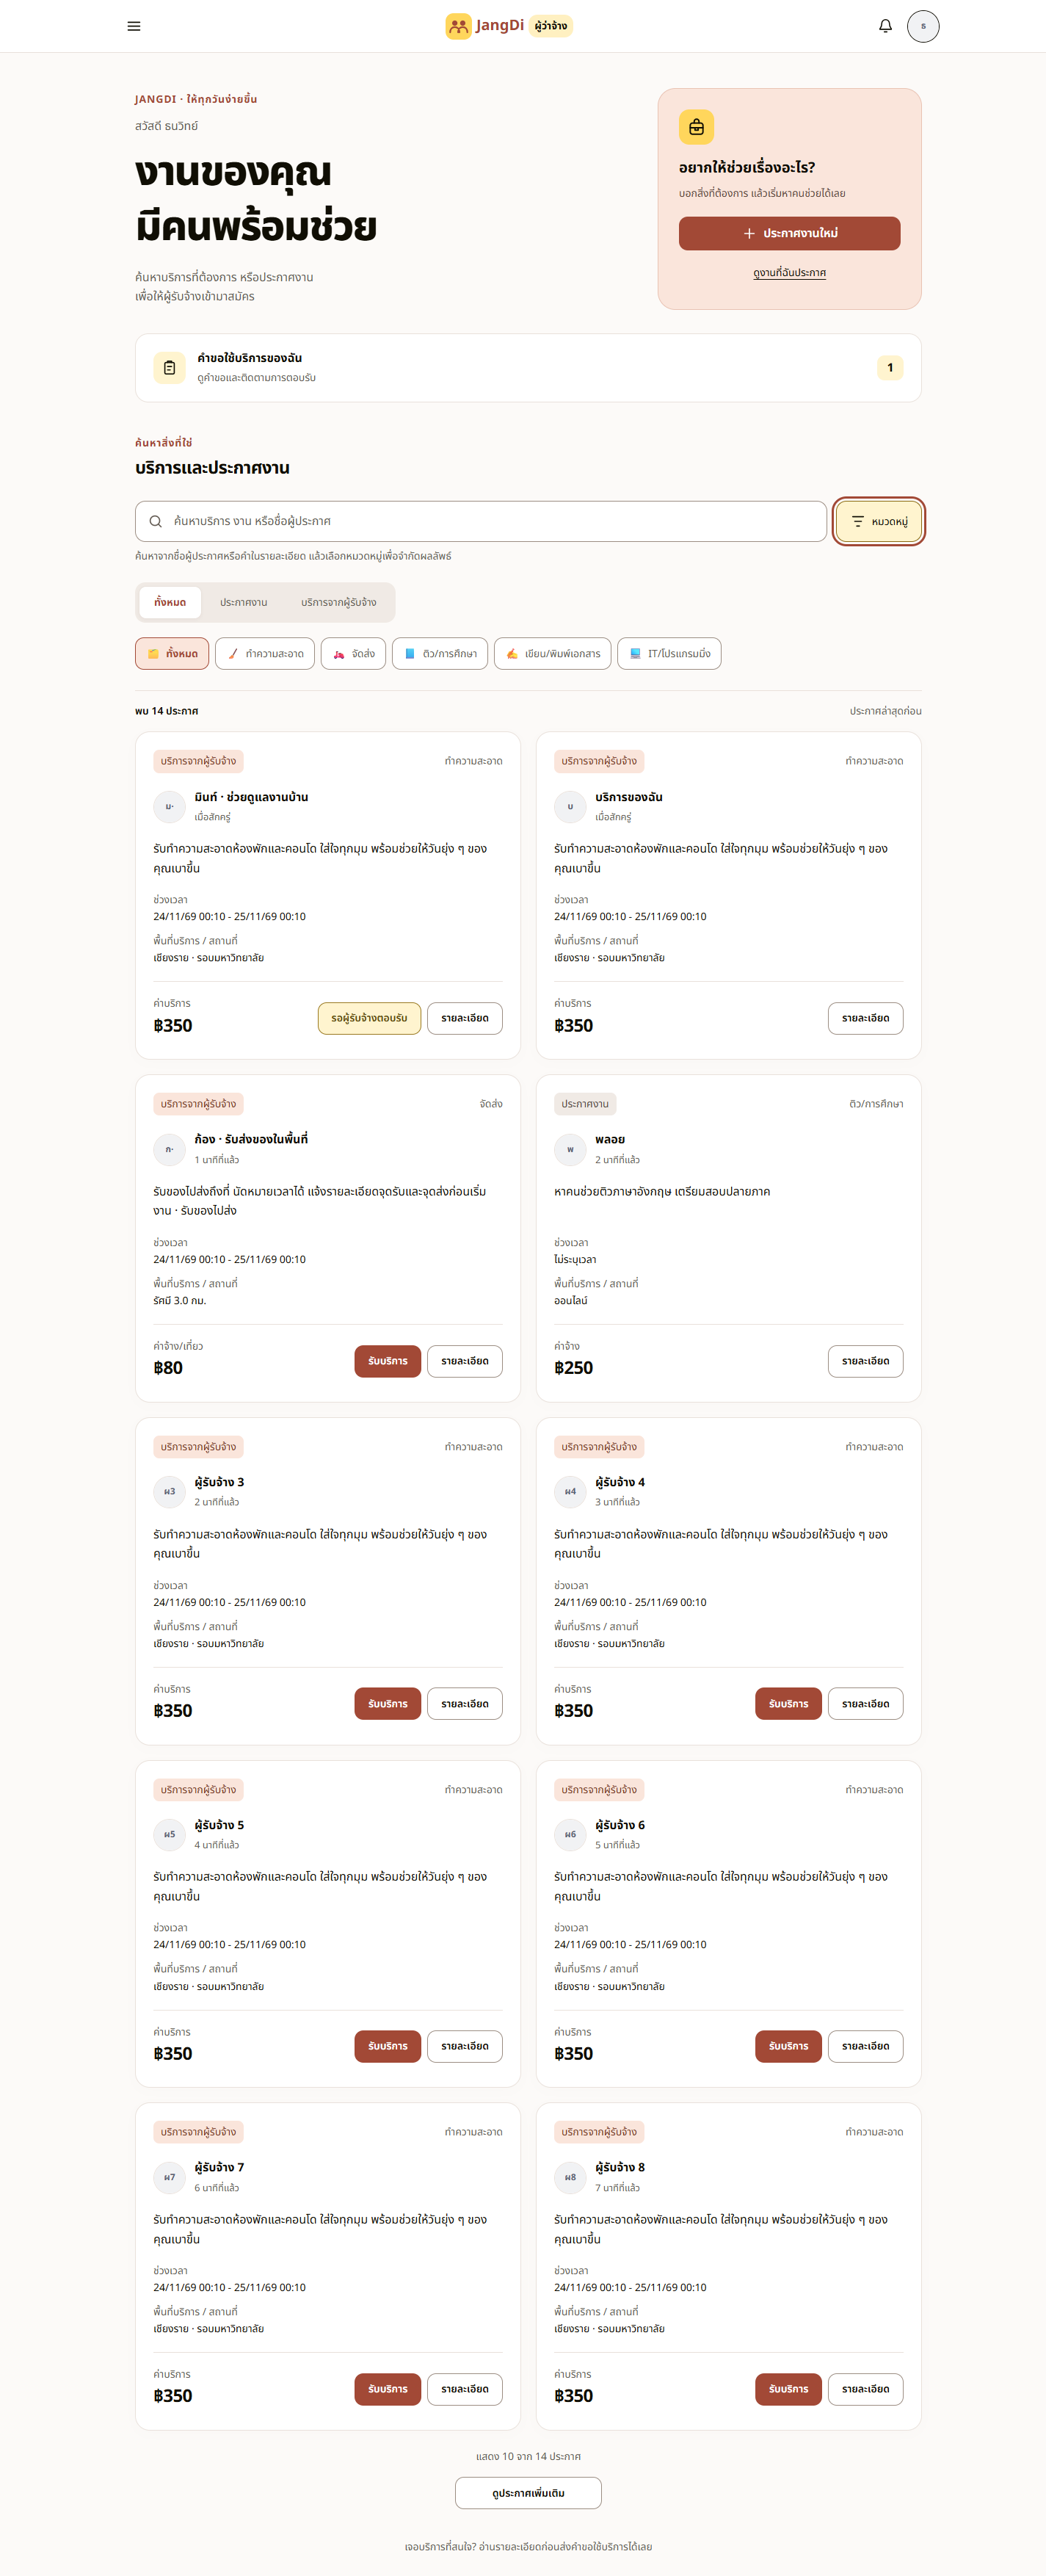 JangDi ผู้ว่าจ้าง
ธ
JANGDI · ให้ทุกวันง่ายขึ้น
สวัสดี ธนวิทย์
งานของคุณ
มีคนพร้อมช่วย
ค้นหาบริการที่ต้องการ หรือประกาศงาน
เพื่อให้ผู้รับจ้างเข้ามาสมัคร
อยากให้ช่วยเรื่องอะไร?
บอกสิ่งที่ต้องการ แล้วเริ่มหาคนช่วยได้เลย
ประกาศงานใหม่
ดูงานที่ฉันประกาศ
คำขอใช้บริการของฉัน
ดูคำขอและติดตามการตอบรับ
1
ค้นหาสิ่งที่ใช่
บริการและประกาศงาน
ค้นหาบริการ งาน หรือชื่อผู้ประกาศ
หมวดหมู่
ค้นหาจากชื่อผู้ประกาศหรือคำในรายละเอียด แล้วเลือกหมวดหมู่เพื่อจำกัดผลลัพธ์
ทั้งหมด ประกาศงาน บริการจากผู้รับจ้าง
ทั้งหมด ทำความสะอาด จัดส่ง ติว/การศึกษา เขียน/พิมพ์เอกสาร IT/โปรแกรมมิ่ง
พบ 14 ประกาศ ประกาศล่าสุดก่อน
บริการจากผู้รับจ้าง ทำความสะอาด
ม·
มินท์ · ช่วยดูแลงานบ้าน
เมื่อสักครู่
รับทำความสะอาดห้องพักและคอนโด ใส่ใจทุกมุม พร้อมช่วยให้วันยุ่ง ๆ ของ
คุณเบาขึ้น
ช่วงเวลา
24/11/69 00:10 - 25/11/69 00:10
พื้นที่บริการ / สถานที่
เชียงราย · รอบมหาวิทยาลัย
ค่าบริการ
฿350
รอผู้รับจ้างตอบรับ รายละเอียด
บริการจากผู้รับจ้าง ทำความสะอาด
บ
บริการของฉัน
เมื่อสักครู่
รับทำความสะอาดห้องพักและคอนโด ใส่ใจทุกมุม พร้อมช่วยให้วันยุ่ง ๆ ของ
คุณเบาขึ้น
ช่วงเวลา
24/11/69 00:10 - 25/11/69 00:10
พื้นที่บริการ / สถานที่
เชียงราย · รอบมหาวิทยาลัย
ค่าบริการ
฿350
รายละเอียด
บริการจากผู้รับจ้าง จัดส่ง
ก·
ก้อง · รับส่งของในพื้นที่
1 นาทีที่แล้ว
รับของไปส่งถึงที่ นัดหมายเวลาได้ แจ้งรายละเอียดจุดรับและจุดส่งก่อนเริ่ม
งาน · รับของไปส่ง
ช่วงเวลา
24/11/69 00:10 - 25/11/69 00:10
พื้นที่บริการ / สถานที่
รัศมี 3.0 กม.
ค่าจ้าง/เที่ยว
฿80
รับบริการ รายละเอียด
ประกาศงาน ติว/การศึกษา
พ
พลอย
2 นาทีที่แล้ว
หาคนช่วยติวภาษาอังกฤษ เตรียมสอบปลายภาค
ช่วงเวลา
ไม่ระบุเวลา
พื้นที่บริการ / สถานที่
ออนไลน์
ค่าจ้าง
฿250
รายละเอียด
บริการจากผู้รับจ้าง ทำความสะอาด
ผ3
ผู้รับจ้าง 3
2 นาทีที่แล้ว
รับทำความสะอาดห้องพักและคอนโด ใส่ใจทุกมุม พร้อมช่วยให้วันยุ่ง ๆ ของ
คุณเบาขึ้น
ช่วงเวลา
24/11/69 00:10 - 25/11/69 00:10
พื้นที่บริการ / สถานที่
เชียงราย · รอบมหาวิทยาลัย
ค่าบริการ
฿350
รับบริการ รายละเอียด
บริการจากผู้รับจ้าง ทำความสะอาด
ผ4
ผู้รับจ้าง 4
3 นาทีที่แล้ว
รับทำความสะอาดห้องพักและคอนโด ใส่ใจทุกมุม พร้อมช่วยให้วันยุ่ง ๆ ของ
คุณเบาขึ้น
ช่วงเวลา
24/11/69 00:10 - 25/11/69 00:10
พื้นที่บริการ / สถานที่
เชียงราย · รอบมหาวิทยาลัย
ค่าบริการ
฿350
รับบริการ รายละเอียด
บริการจากผู้รับจ้าง ทำความสะอาด
ผ5
ผู้รับจ้าง 5
4 นาทีที่แล้ว
รับทำความสะอาดห้องพักและคอนโด ใส่ใจทุกมุม พร้อมช่วยให้วันยุ่ง ๆ ของ
คุณเบาขึ้น
ช่วงเวลา
24/11/69 00:10 - 25/11/69 00:10
พื้นที่บริการ / สถานที่
เชียงราย · รอบมหาวิทยาลัย
ค่าบริการ
฿350
รับบริการ รายละเอียด
บริการจากผู้รับจ้าง ทำความสะอาด
ผ6
ผู้รับจ้าง 6
5 นาทีที่แล้ว
รับทำความสะอาดห้องพักและคอนโด ใส่ใจทุกมุม พร้อมช่วยให้วันยุ่ง ๆ ของ
คุณเบาขึ้น
ช่วงเวลา
24/11/69 00:10 - 25/11/69 00:10
พื้นที่บริการ / สถานที่
เชียงราย · รอบมหาวิทยาลัย
ค่าบริการ
฿350
รับบริการ รายละเอียด
บริการจากผู้รับจ้าง ทำความสะอาด
ผ7
ผู้รับจ้าง 7
6 นาทีที่แล้ว
รับทำความสะอาดห้องพักและคอนโด ใส่ใจทุกมุม พร้อมช่วยให้วันยุ่ง ๆ ของ
คุณเบาขึ้น
ช่วงเวลา
24/11/69 00:10 - 25/11/69 00:10
พื้นที่บริการ / สถานที่
เชียงราย · รอบมหาวิทยาลัย
ค่าบริการ
฿350
รับบริการ รายละเอียด
บริการจากผู้รับจ้าง ทำความสะอาด
ผ8
ผู้รับจ้าง 8
7 นาทีที่แล้ว
รับทำความสะอาดห้องพักและคอนโด ใส่ใจทุกมุม พร้อมช่วยให้วันยุ่ง ๆ ของ
คุณเบาขึ้น
ช่วงเวลา
24/11/69 00:10 - 25/11/69 00:10
พื้นที่บริการ / สถานที่
เชียงราย · รอบมหาวิทยาลัย
ค่าบริการ
฿350
รับบริการ รายละเอียด
แสดง 10 จาก 14 ประกาศ
ดูประกาศเพิ่มเติม
เจอบริการที่สนใจ? อ่านรายละเอียดก่อนส่งคำขอใช้บริการได้เลย